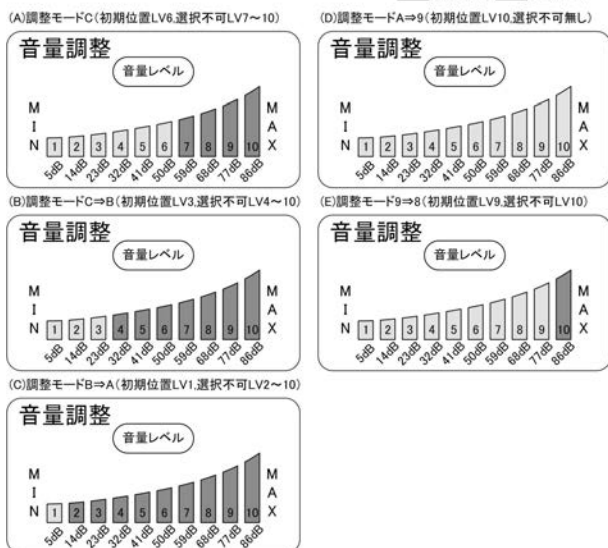 (A)調整モードC(初期位置LV6,選択不可LV7～10)
音量調整
音量レベル
MIN
MAX
1 2 3 4 5 6 7 8 9 10
5dB 14dB 23dB 32dB 41dB 50dB 59dB 68dB 77dB 86dB
(B)調整モードC⇒B(初期位置LV3,選択不可LV4～10)
音量調整
音量レベル
MIN
MAX
1 2 3 4 5 6 7 8 9 10
5dB 14dB 23dB 32dB 41dB 50dB 59dB 68dB 77dB 86dB
(C)調整モードB⇒A(初期位置LV1,選択不可LV2～10)
音量調整
音量レベル
MIN
MAX
1 2 3 4 5 6 7 8 9 10
5dB 14dB 23dB 32dB 41dB 50dB 59dB 68dB 77dB 86dB
(D)調整モードA⇒9(初期位置LV10,選択不可無し)
音量調整
音量レベル
MIN
MAX
1 2 3 4 5 6 7 8 9 10
5dB 14dB 23dB 32dB 41dB 50dB 59dB 68dB 77dB 86dB
(E)調整モード9⇒8(初期位置LV9,選択不可LV10)
音量調整
音量レベル
MIN
MAX
1 2 3 4 5 6 7 8 9 10
5dB 14dB 23dB 32dB 41dB 50dB 59dB 68dB 77dB 86dB